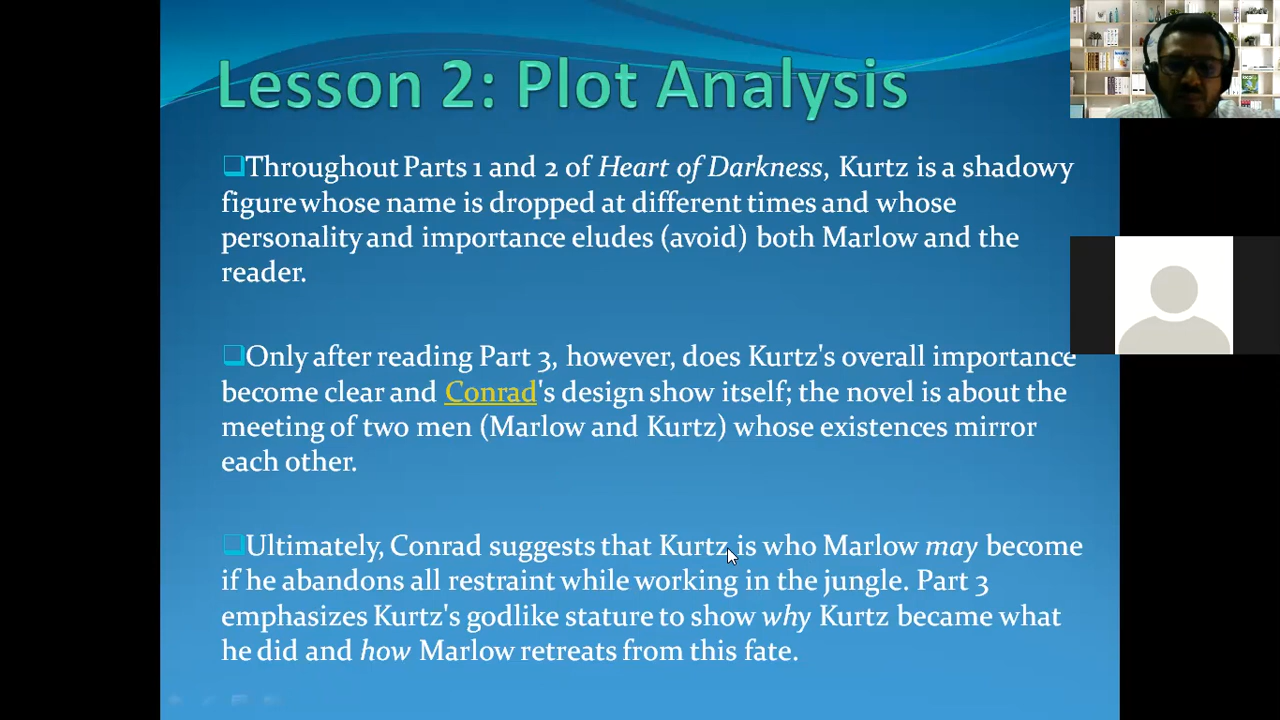 Lesson 2: Plot Analysis
Throughout Parts 1 and 2 of Heart of Darkness, Kurtz is a shadowy
figure whose name is dropped at different times and whose
personality and importance eludes (avoid) both Marlow and the
reader.
Only after reading Part 3, however, does Kurtz's overall importance
become clear and Conrad's design show itself; the novel is about the
meeting of two men (Marlow and Kurtz) whose existences mirror
each other.
Ultimately, Conrad suggests that Kurtz is who Marlow may become
if he abandons all restraint while working in the jungle. Part 3
emphasizes Kurtz's godlike stature to show why Kurtz became what
he did and how Marlow retreats from this fate.